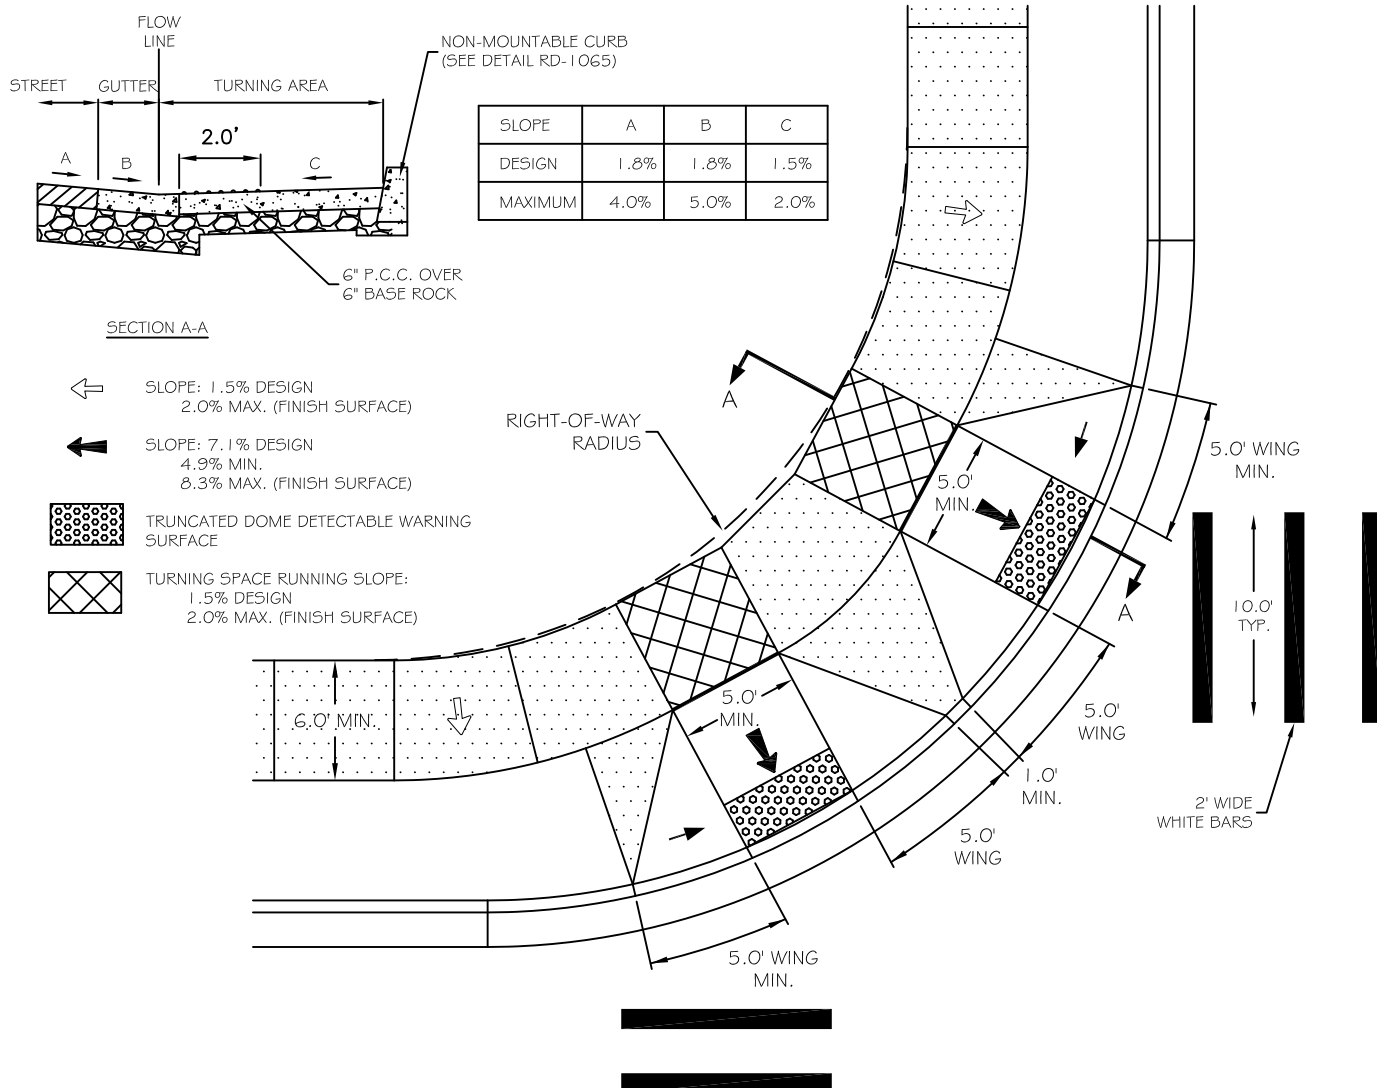 FLOW
LINE
STREET
GUTTER
TURNING AREA
NON-MOUNTABLE CURB
(SEE DETAIL RD-1065)
2.0'
A
B
C
SLOPE A B C
DESIGN 1.8% 1.8% 1.5%
MAXIMUM 4.0% 5.0% 2.0%
6" P.C.C. OVER
6" BASE ROCK
SECTION A-A
SLOPE: 1.5% DESIGN
2.0% MAX. (FINISH SURFACE)
SLOPE: 7.1% DESIGN
4.9% MIN.
8.3% MAX. (FINISH SURFACE)
TRUNCATED DOME DETECTABLE WARNING
SURFACE
TURNING SPACE RUNNING SLOPE:
1.5% DESIGN
2.0% MAX. (FINISH SURFACE)
A
RIGHT-OF-WAY
RADIUS
5.0'
MIN.
5.0' WING
MIN.
A
10.0'
TYP.
6.0' MIN.
5.0'
MIN.
5.0'
WING
1.0'
MIN.
5.0'
WING
2' WIDE
WHITE BARS
5.0' WING
MIN.